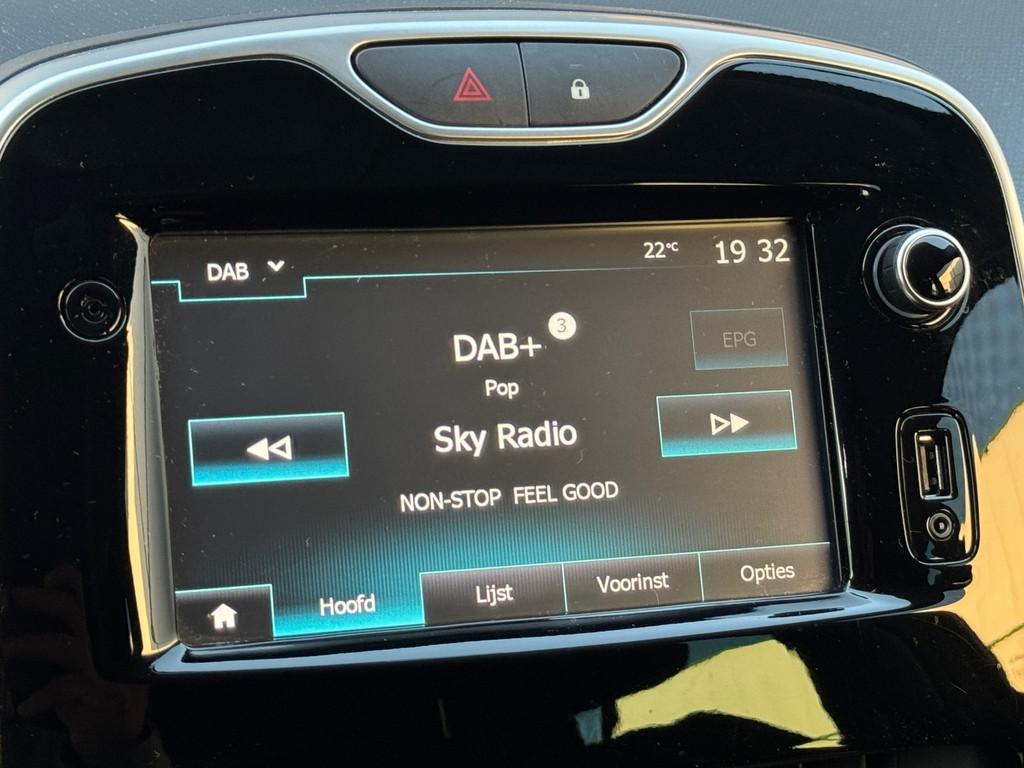 DAB
22°C
19 32
DAB+ 3
EPG
Pop
Sky Radio
NON-STOP FEEL GOOD
Hoofd
Lijst
Voorinst
Opties